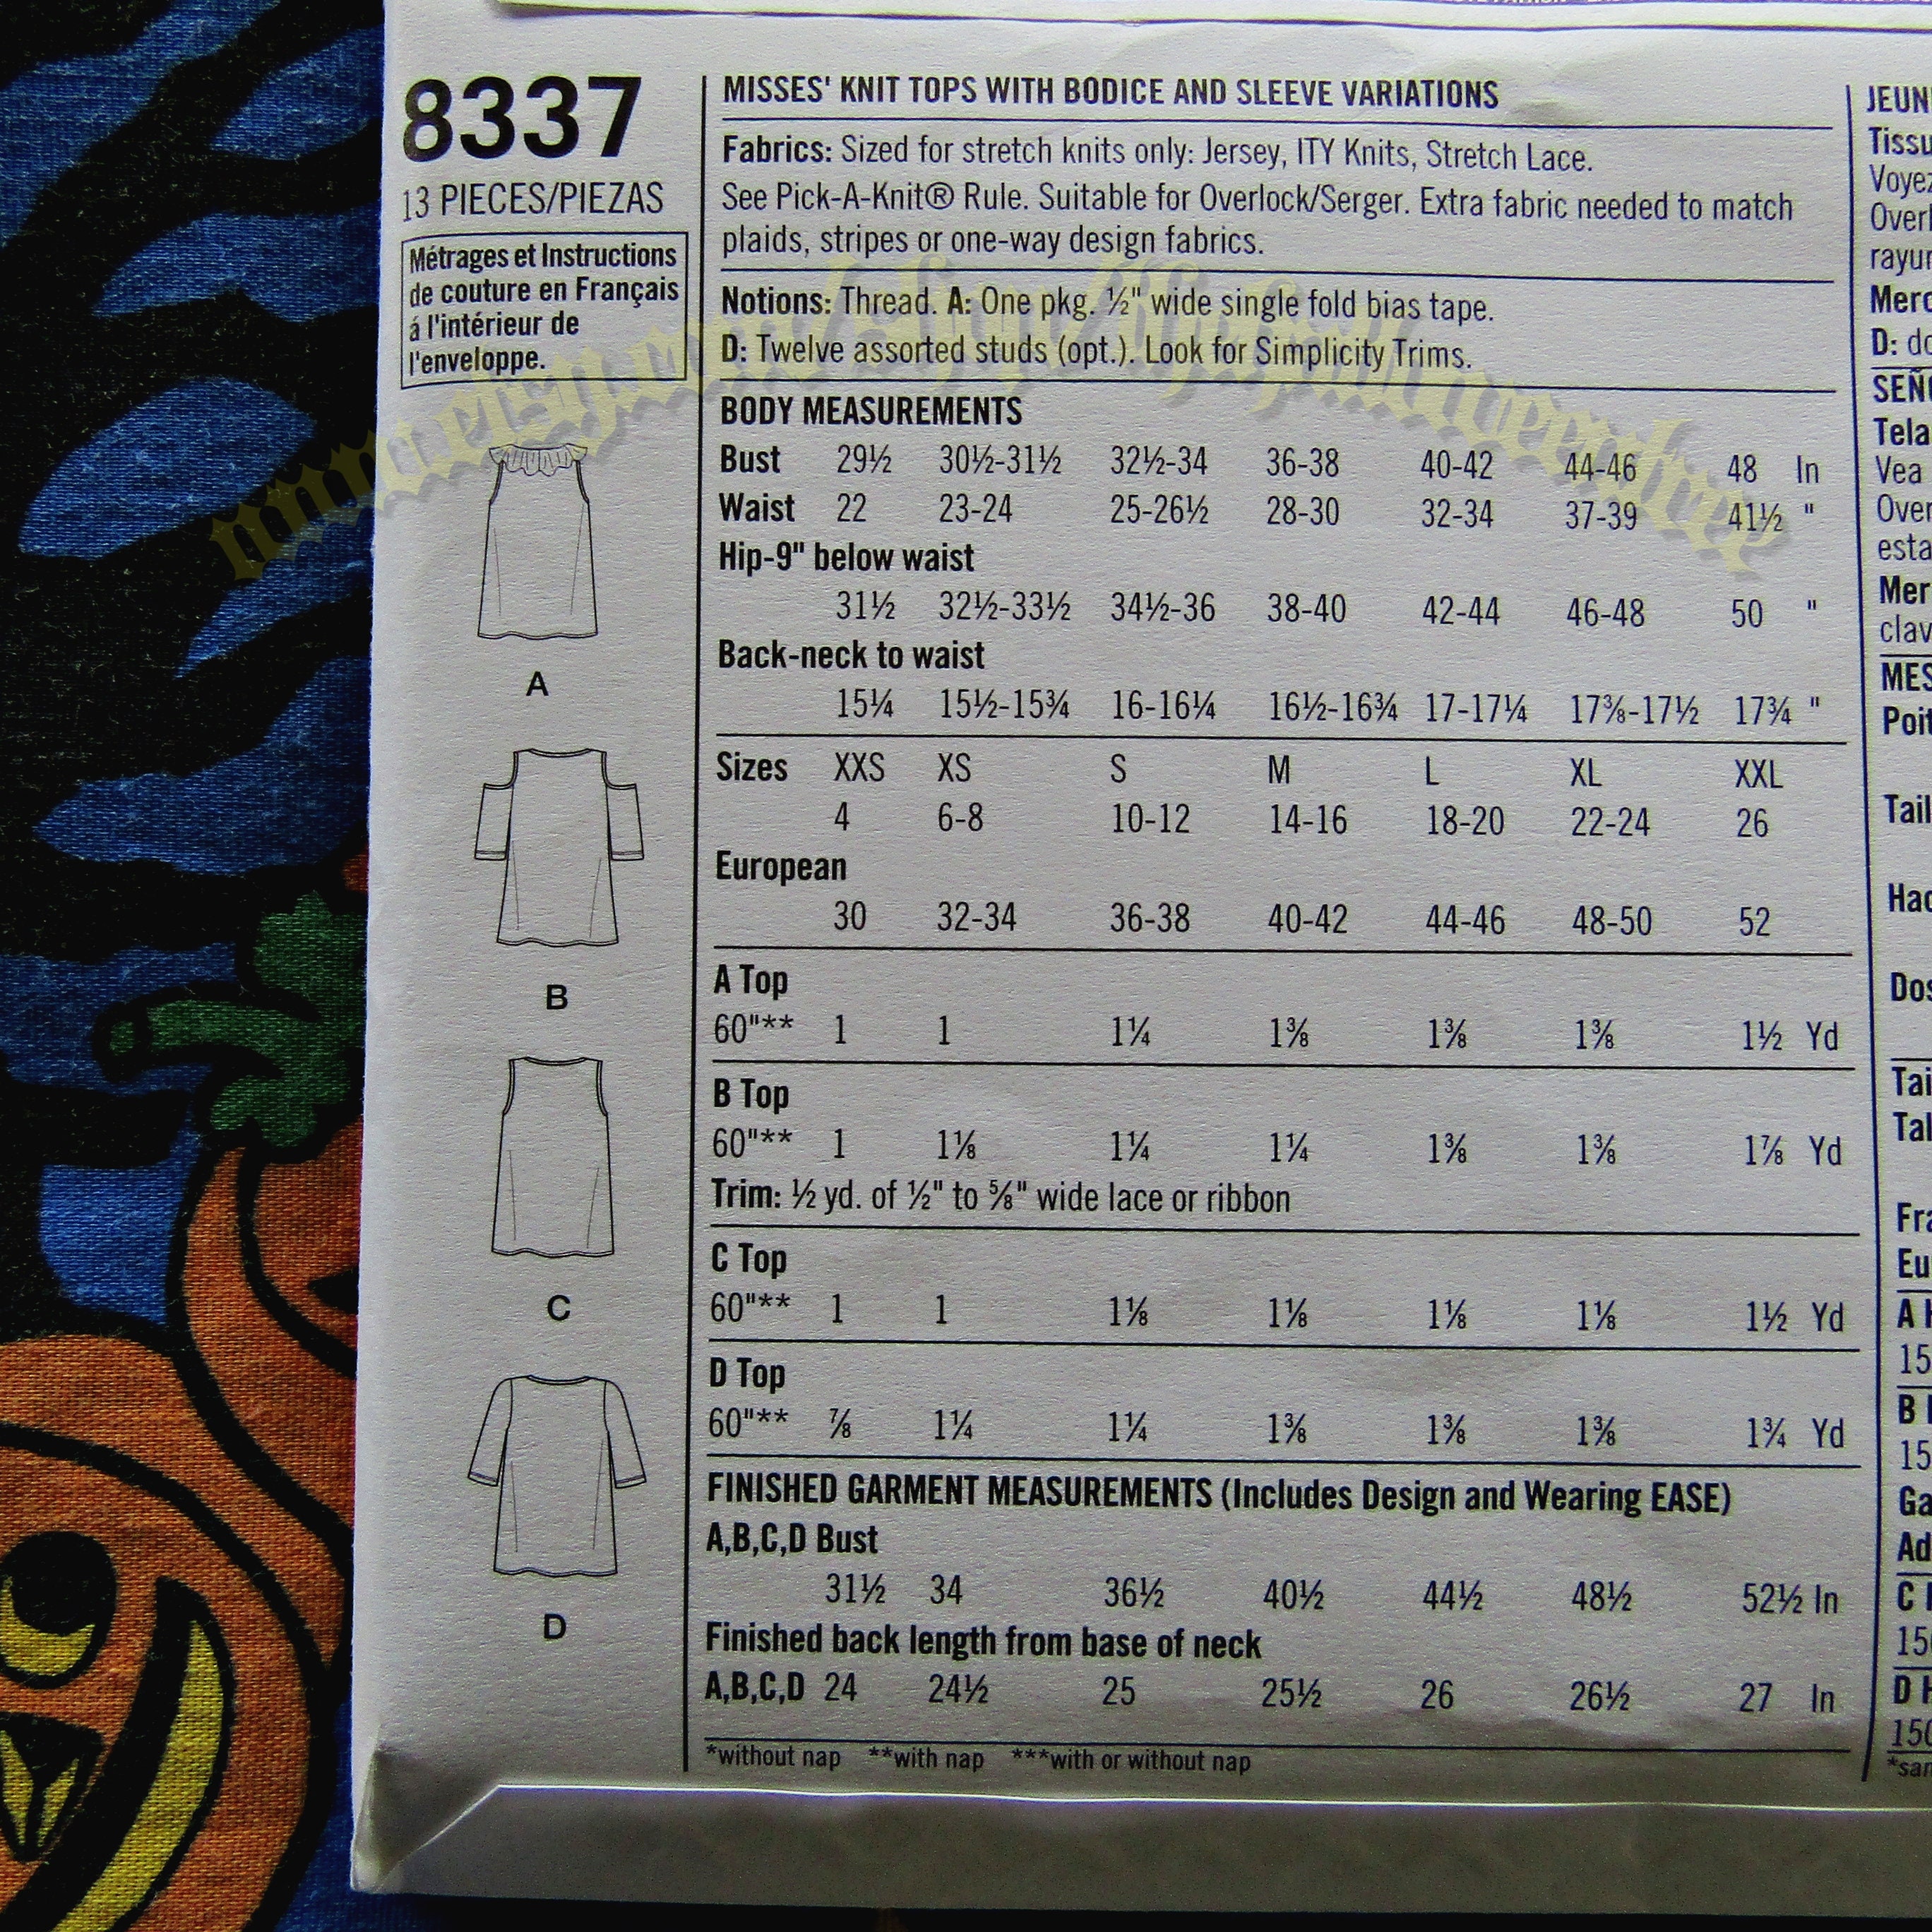 8337
13 PIECES/PIEZAS
Métrages et Instructions
de couture en Français
á l'intérieur de
l'enveloppe.
A
B
C
D
MISSES' KNIT TOPS WITH BODICE AND SLEEVE VARIATIONS
Fabrics: Sized for stretch knits only: Jersey, ITY Knits, Stretch Lace.
See Pick-A-Knit® Rule. Suitable for Overlock/Serger. Extra fabric needed to match
plaids, stripes or one-way design fabrics.
Notions: Thread. A: One pkg. ½" wide single fold bias tape.
D: Twelve assorted studs (opt.). Look for Simplicity Trims.
BODY MEASUREMENTS
Bust 29½ 30½-31½ 32½-34 36-38 40-42 44-46 48 In
Waist 22 23-24 25-26½ 28-30 32-34 37-39 41½ "
Hip-9" below waist
31½ 32½-33½ 34½-36 38-40 42-44 46-48 50 "
Back-neck to waist
15¼ 15½-15¾ 16-16¼ 16½-16¾ 17-17¼ 17⅜-17½ 17¾ "
Sizes XXS XS S M L XL XXL
4 6-8 10-12 14-16 18-20 22-24 26
European
30 32-34 36-38 40-42 44-46 48-50 52
A Top
60"** 1 1 1¼ 1⅜ 1⅜ 1⅜ 1½ Yd
B Top
60"** 1 1⅛ 1¼ 1¼ 1⅜ 1⅜ 1⅞ Yd
Trim: ½ yd. of ½" to ⅝" wide lace or ribbon
C Top
60"** 1 1 1⅛ 1⅛ 1⅛ 1⅛ 1½ Yd
D Top
60"** ⅞ 1¼ 1¼ 1⅜ 1⅜ 1⅜ 1¾ Yd
FINISHED GARMENT MEASUREMENTS (Includes Design and Wearing EASE)
A,B,C,D Bust
31½ 34 36½ 40½ 44½ 48½ 52½ In
Finished back length from base of neck
A,B,C,D 24 24½ 25 25½ 26 26½ 27 In
*without nap **with nap ***with or without nap